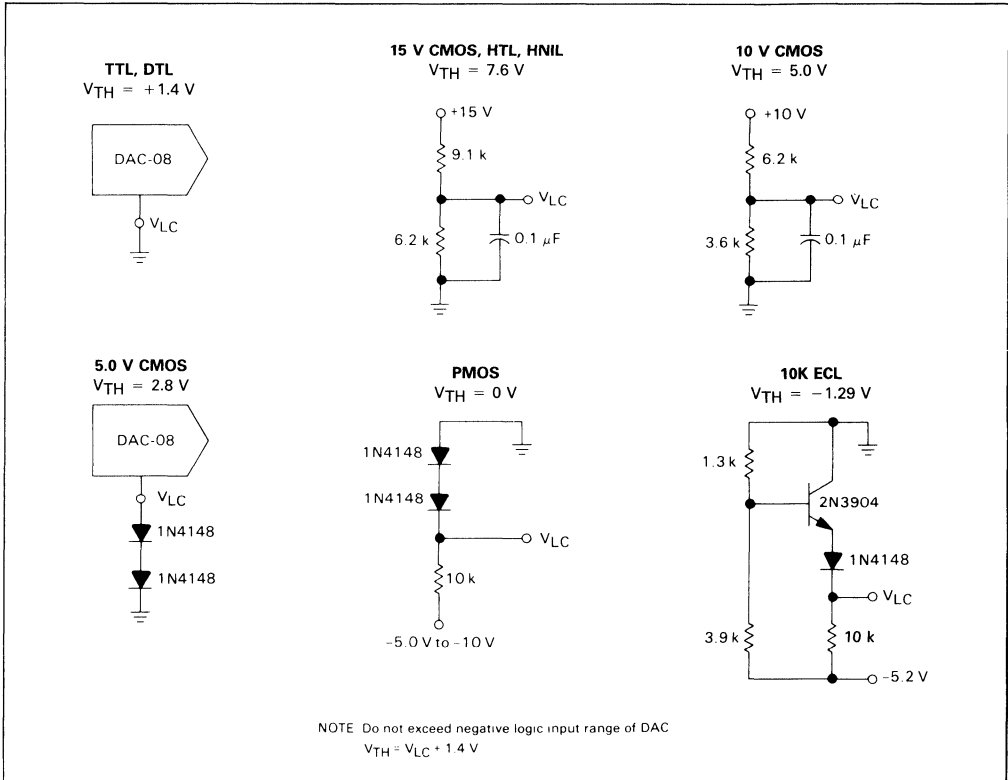 TTL, DTL
VTH = +1.4 V
DAC-08
VLC
15 V CMOS, HTL, HNIL
VTH = 7.6 V
+15 V
9.1 k
VLC
6.2 k
0.1 μF
10 V CMOS
VTH = 5.0 V
+10 V
6.2 k
VLC
3.6 k
0.1 μF
5.0 V CMOS
VTH = 2.8 V
DAC-08
VLC
1N4148
1N4148
PMOS
VTH = 0 V
1N4148
1N4148
VLC
10 k
-5.0 V to -10 V
10K ECL
VTH = -1.29 V
1.3 k
2N3904
1N4148
VLC
3.9 k
10 k
-5.2 V
NOTE Do not exceed negative logic input range of DAC
VTH = VLC + 1.4 V